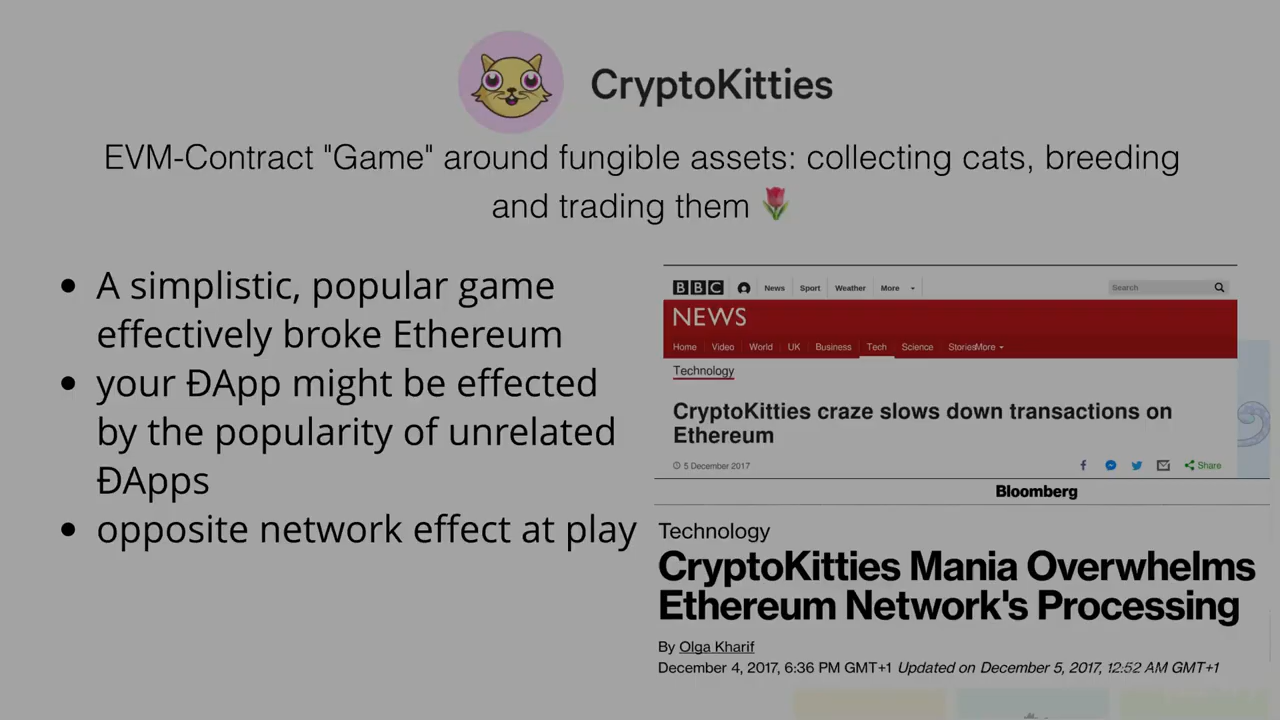 CryptoKitties
EVM-Contract "Game" around fungible assets: collecting cats, breeding
and trading them 🌷
• A simplistic, popular game
effectively broke Ethereum
• your ĐApp might be effected
by the popularity of unrelated
ĐApps
• opposite network effect at play
BBC News Sport Weather More Search
NEWS
Home Video World UK Business Tech Science StoriesMore
Technology
CryptoKitties craze slows down transactions on
Ethereum
5 December 2017 Share
Bloomberg
Technology
CryptoKitties Mania Overwhelms
Ethereum Network's Processing
By Olga Kharif
December 4, 2017, 6:36 PM GMT+1 Updated on December 5, 2017, 12:52 AM GMT+1